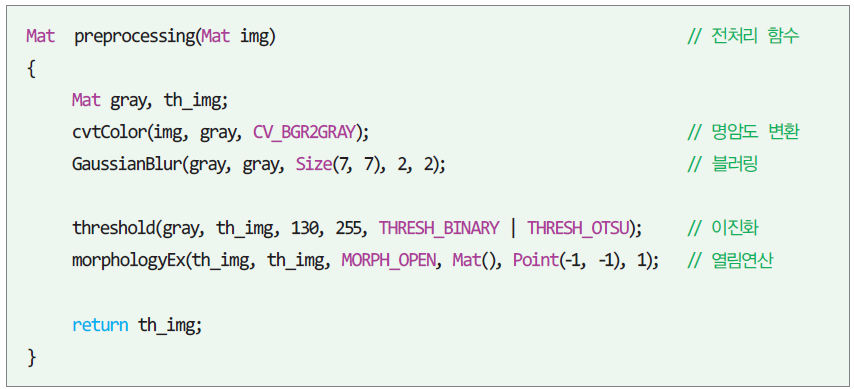 Mat preprocessing(Mat img) // 전처리 함수
{
Mat gray, th_img;
cvtColor(img, gray, CV_BGR2GRAY); // 명암도 변환
GaussianBlur(gray, gray, Size(7, 7), 2, 2); // 블러링
threshold(gray, th_img, 130, 255, THRESH_BINARY | THRESH_OTSU); // 이진화
morphologyEx(th_img, th_img, MORPH_OPEN, Mat(), Point(-1, -1), 1); // 열림연산
return th_img;
}